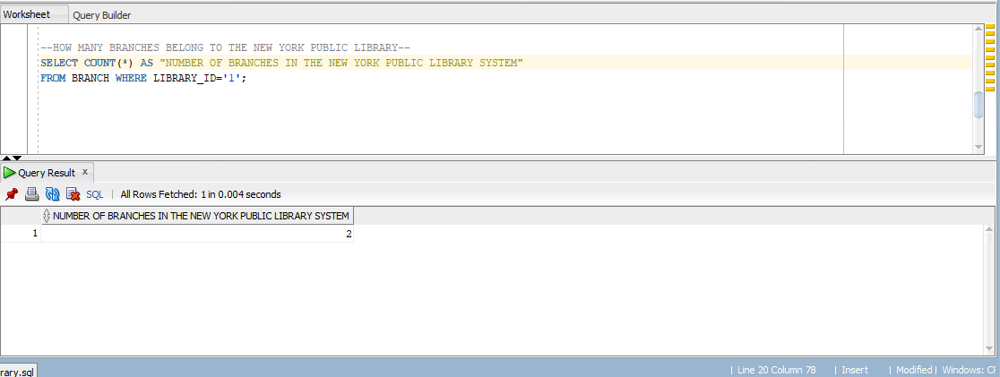 Worksheet Query Builder
--HOW MANY BRANCHES BELONG TO THE NEW YORK PUBLIC LIBRARY--
SELECT COUNT(*) AS "NUMBER OF BRANCHES IN THE NEW YORK PUBLIC LIBRARY SYSTEM"
FROM BRANCH WHERE LIBRARY_ID='1';
Query Result x
SQL | All Rows Fetched: 1 in 0.004 seconds
NUMBER OF BRANCHES IN THE NEW YORK PUBLIC LIBRARY SYSTEM
1 2
rary.sql | Line 20 Column 78 | Insert | Modified | Windows: CF